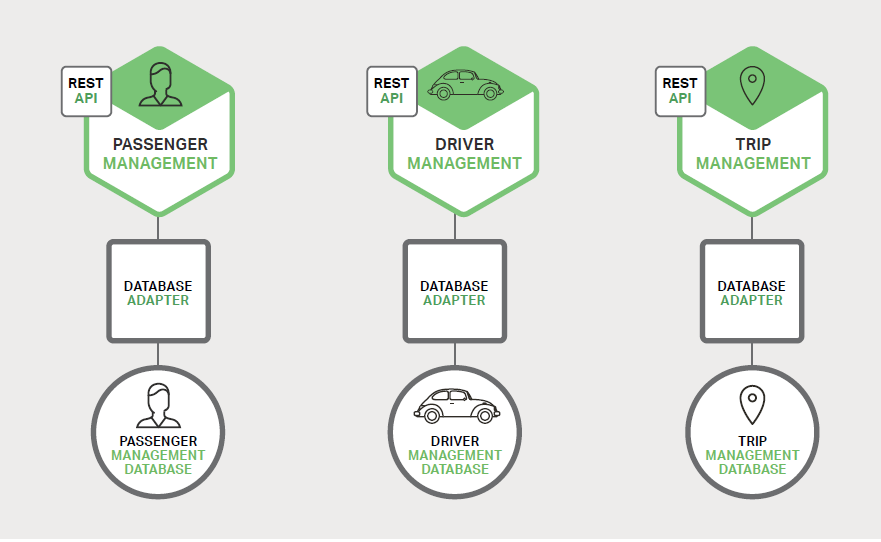 REST
API
PASSENGER
MANAGEMENT
DATABASE
ADAPTER
PASSENGER
MANAGEMENT
DATABASE
REST
API
DRIVER
MANAGEMENT
DATABASE
ADAPTER
DRIVER
MANAGEMENT
DATABASE
REST
API
TRIP
MANAGEMENT
DATABASE
ADAPTER
TRIP
MANAGEMENT
DATABASE